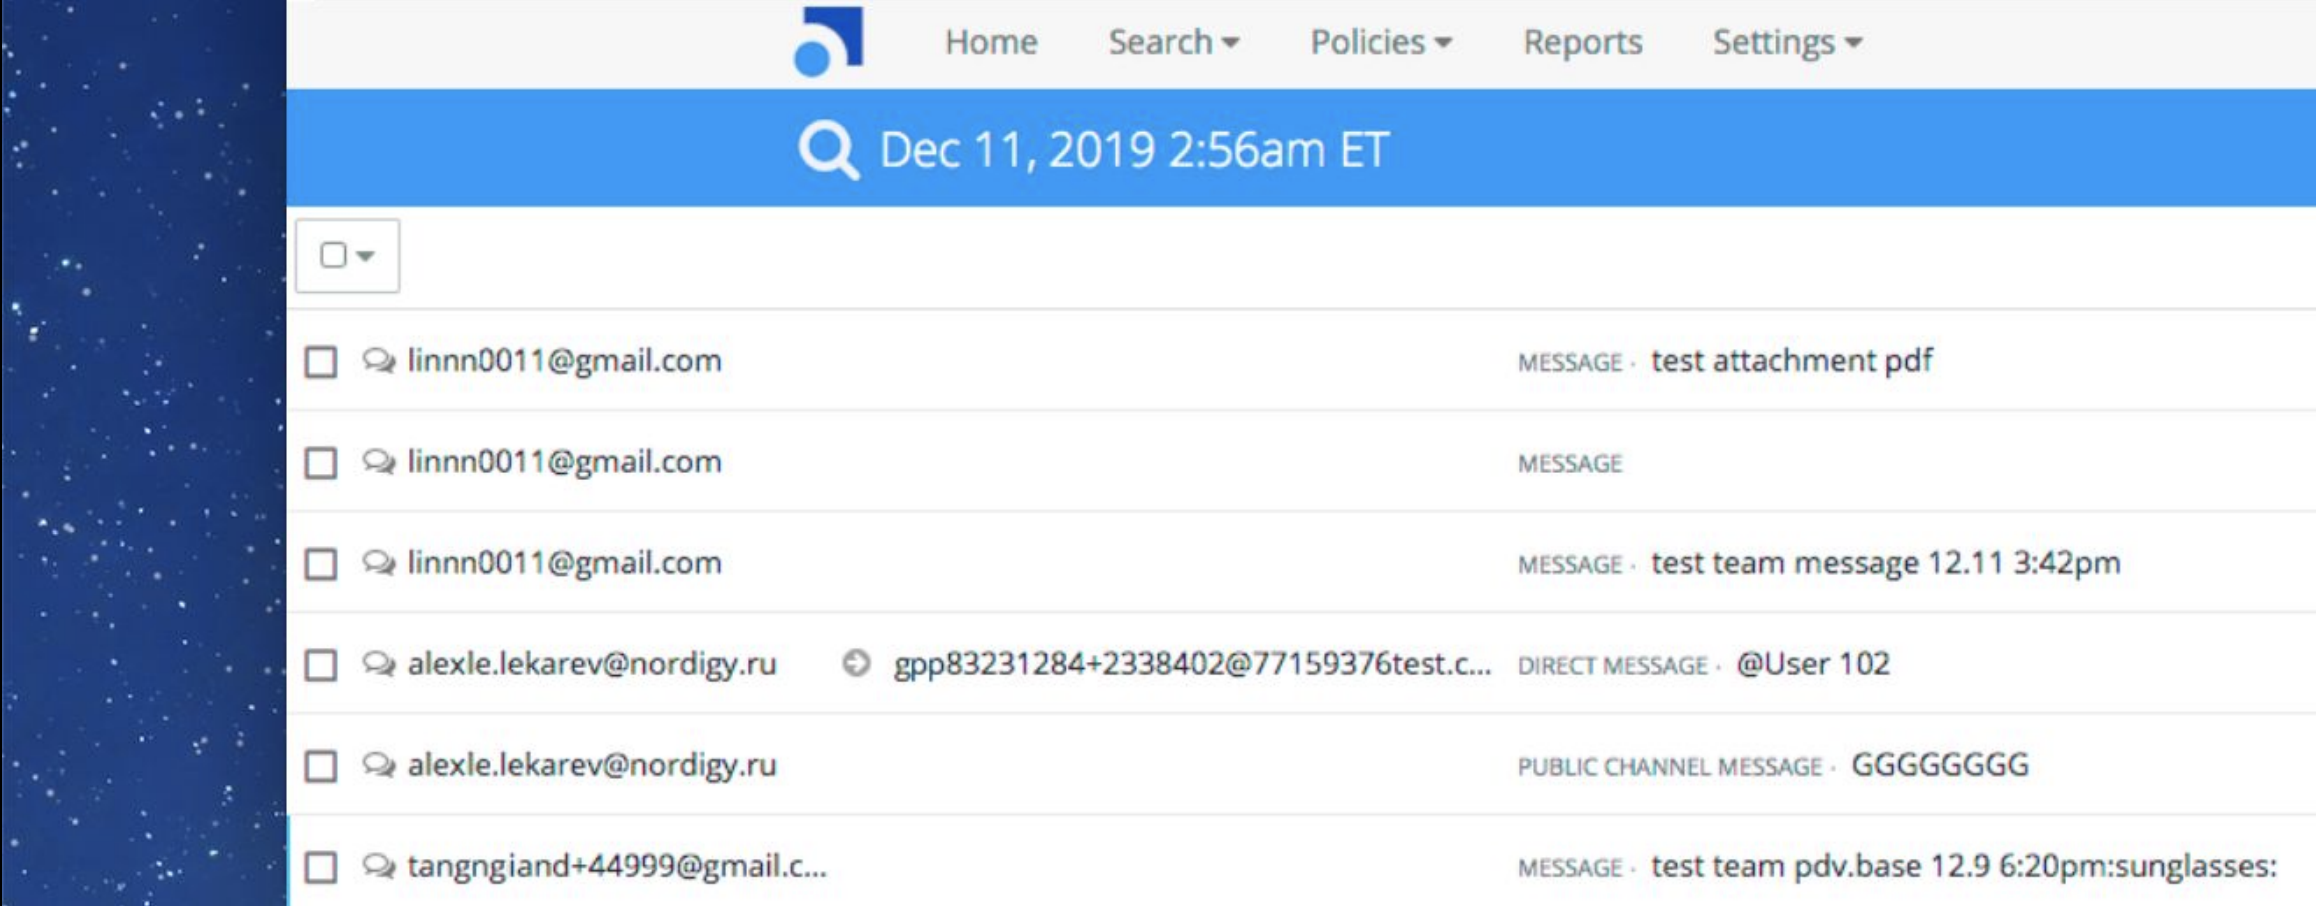 Home Search Policies Reports Settings
Dec 11, 2019 2:56am ET
linnn0011@gmail.com MESSAGE · test attachment pdf
linnn0011@gmail.com MESSAGE
linnn0011@gmail.com MESSAGE · test team message 12.11 3:42pm
alexle.lekarev@nordigy.ru gpp83231284+2338402@77159376test.c... DIRECT MESSAGE · @User 102
alexle.lekarev@nordigy.ru PUBLIC CHANNEL MESSAGE · GGGGGGGG
tangngiand+44999@gmail.c... MESSAGE · test team pdv.base 12.9 6:20pm:sunglasses: